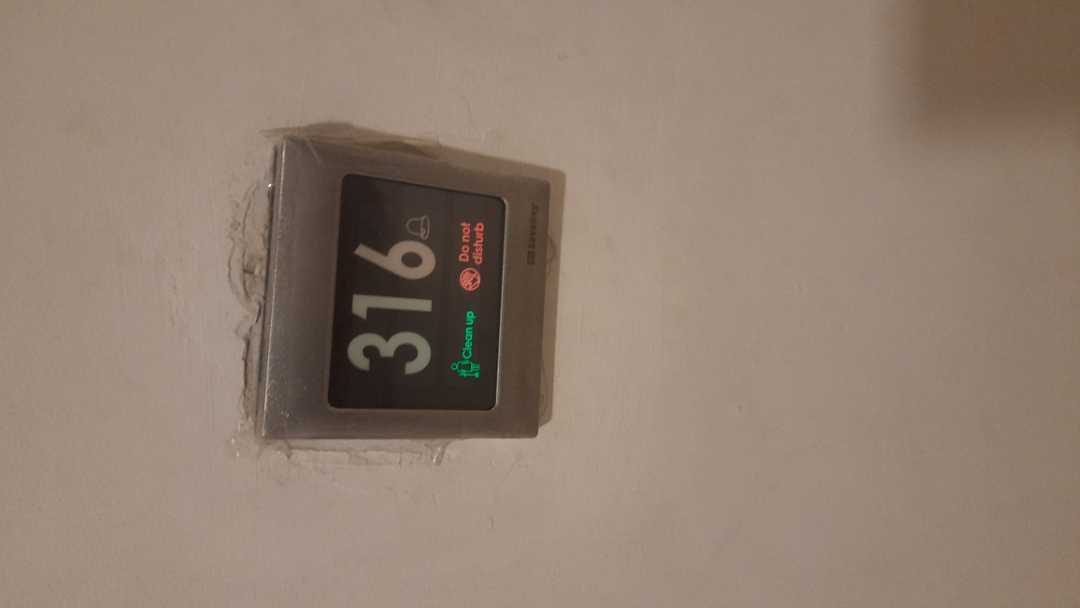 316
Clean up
Do not
disturb